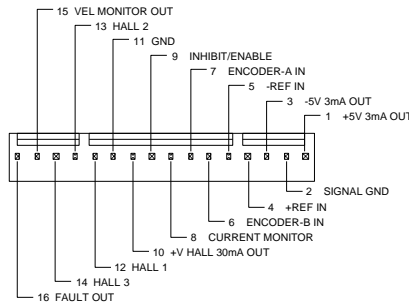 15 VEL MONITOR OUT
13 HALL 2
11 GND
9 INHIBIT/ENABLE
7 ENCODER-A IN
5 -REF IN
3 -5V 3mA OUT
1 +5V 3mA OUT
2 SIGNAL GND
4 +REF IN
6 ENCODER-B IN
8 CURRENT MONITOR
10 +V HALL 30mA OUT
12 HALL 1
14 HALL 3
16 FAULT OUT